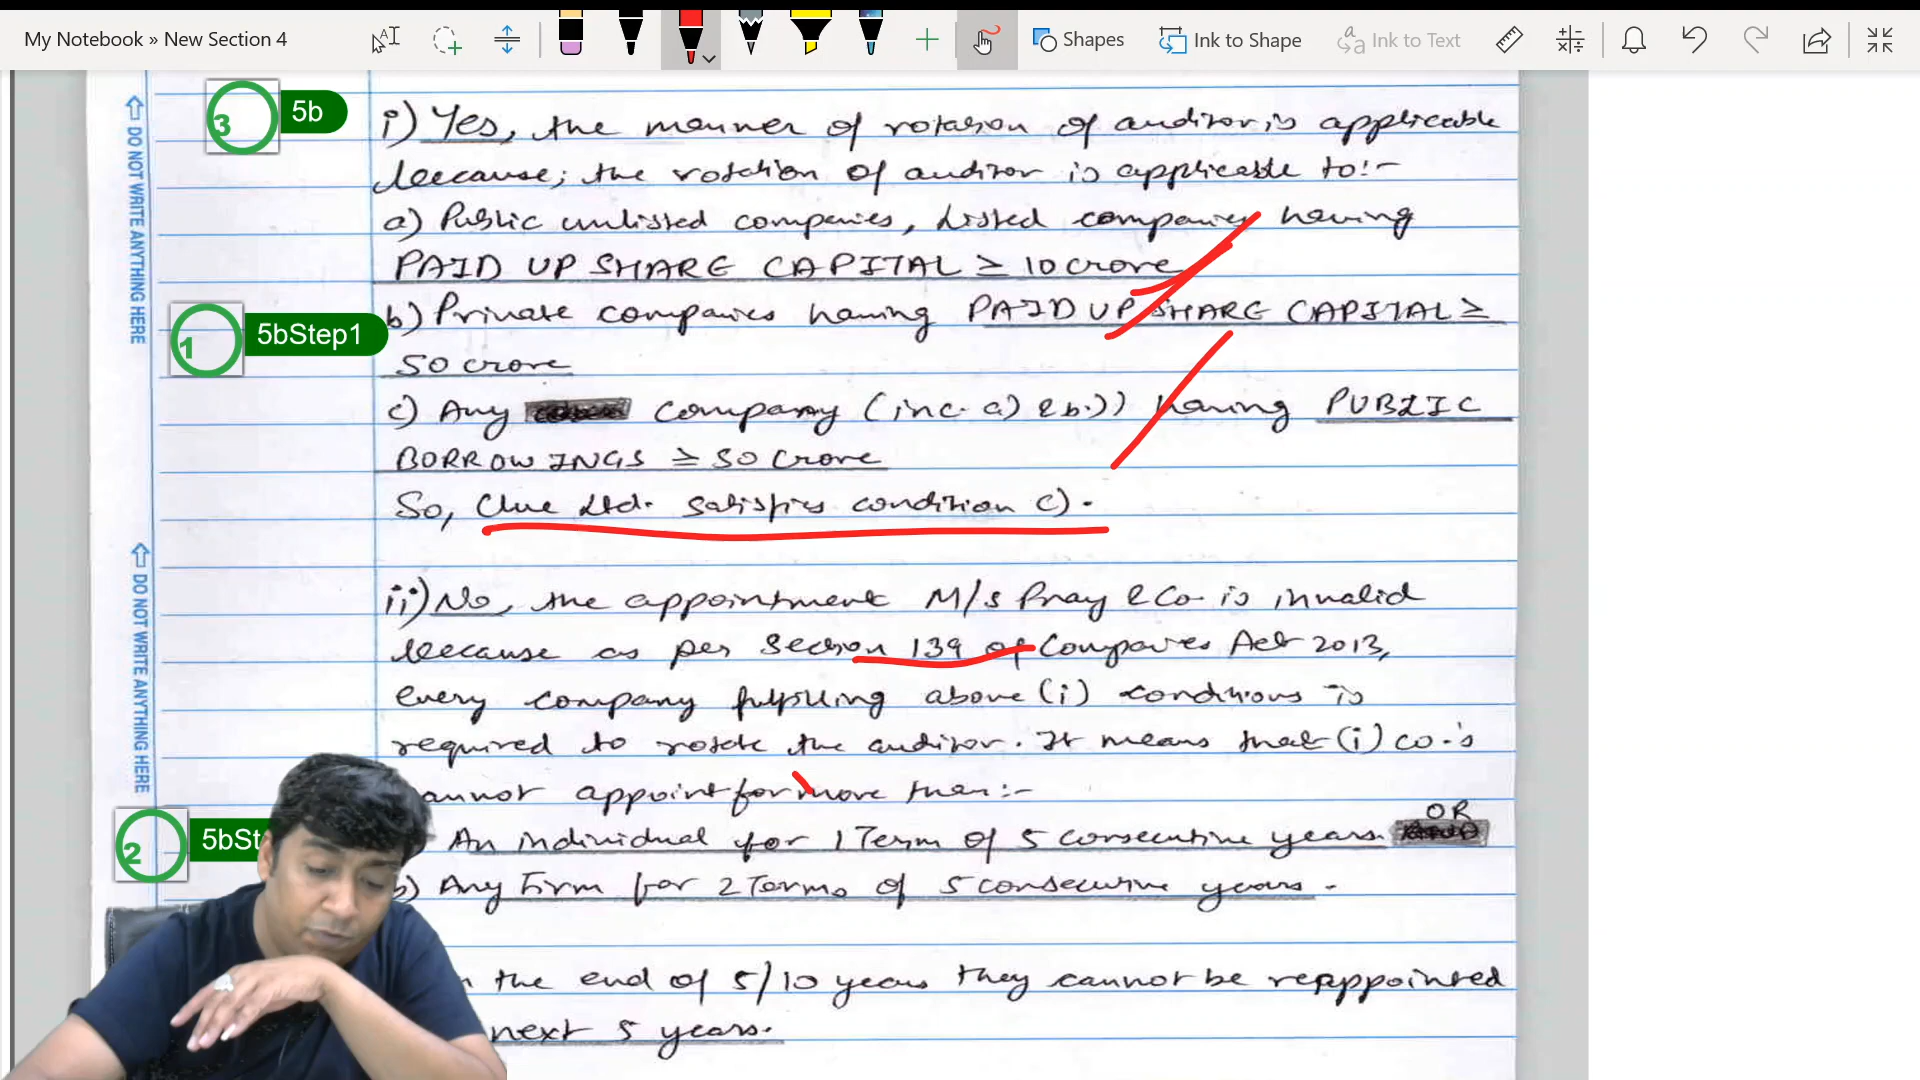 My Notebook » New Section 4
Shapes
Ink to Shape
Ink to Text
DO NOT WRITE ANYTHING HERE
3 5b
i) Yes, the manner of rotation of auditor is applicable
because; the rotation of auditor is applicable to:-
a) Public unlisted companies, Listed companies having
PAID UP SHARE CAPITAL ≥ 10 crore
1 5bStep1
b) Private companies having PAID UP SHARE CAPITAL ≥
50 crore
c) Any company (inc. a) & b.)) having PUBLIC
BORROWINGS ≥ 50 crore
So, Clue Ltd. satisfies condition c).
DO NOT WRITE ANYTHING HERE
ii) No, the appointment M/s Pray & Co is invalid
because as per Section 139 of Companies Act 2013,
every company fulfilling above (i) conditions is
required to rotate the auditor. It means that (i) co.'s
annot appoint for more than:-
2 5bSt
An individual for 1 Term of 5 consecutive years. OR
b) Any Firm for 2 Terms of 5 consecutive years.
the end of 5/10 years they cannot be reappointed
next 5 years.